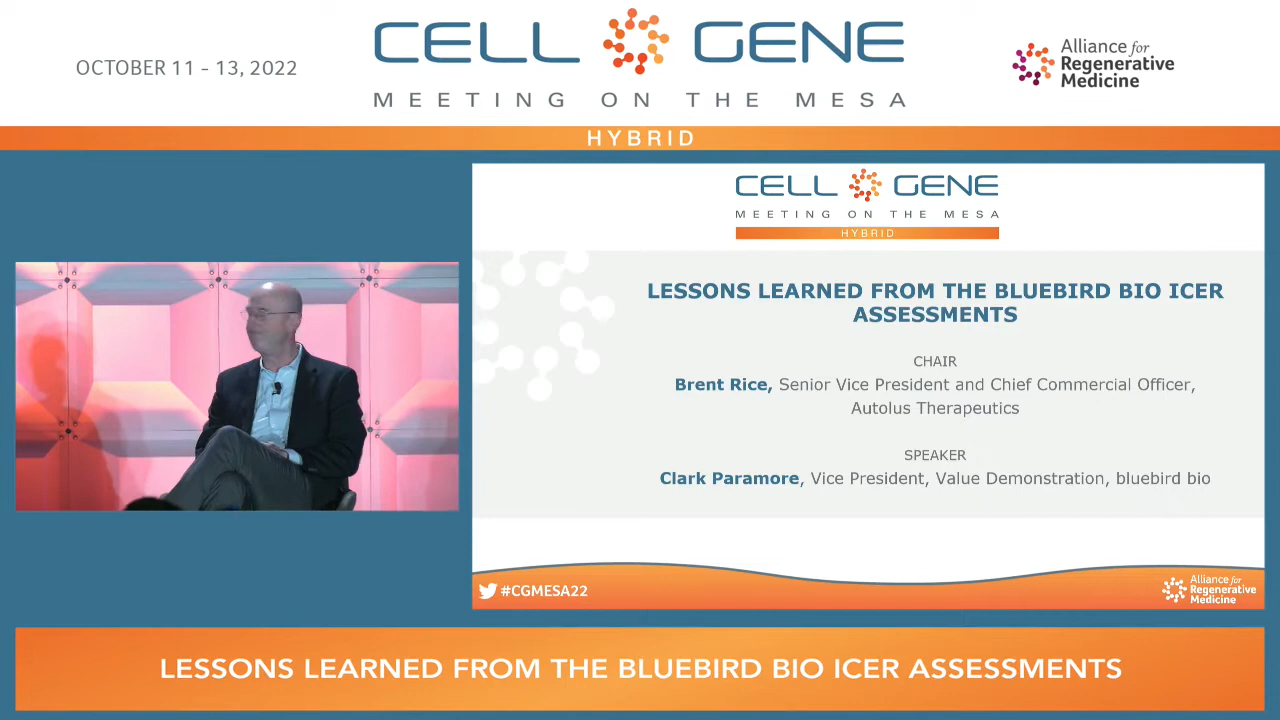 OCTOBER 11 - 13, 2022
CELL GENE
MEETING ON THE MESA
Alliance for
Regenerative
Medicine
HYBRID
CELL GENE
MEETING ON THE MESA
HYBRID
LESSONS LEARNED FROM THE BLUEBIRD BIO ICER
ASSESSMENTS
CHAIR
Brent Rice, Senior Vice President and Chief Commercial Officer,
Autolus Therapeutics
SPEAKER
Clark Paramore, Vice President, Value Demonstration, bluebird bio
#CGMESA22
Alliance for
Regenerative
Medicine
LESSONS LEARNED FROM THE BLUEBIRD BIO ICER ASSESSMENTS